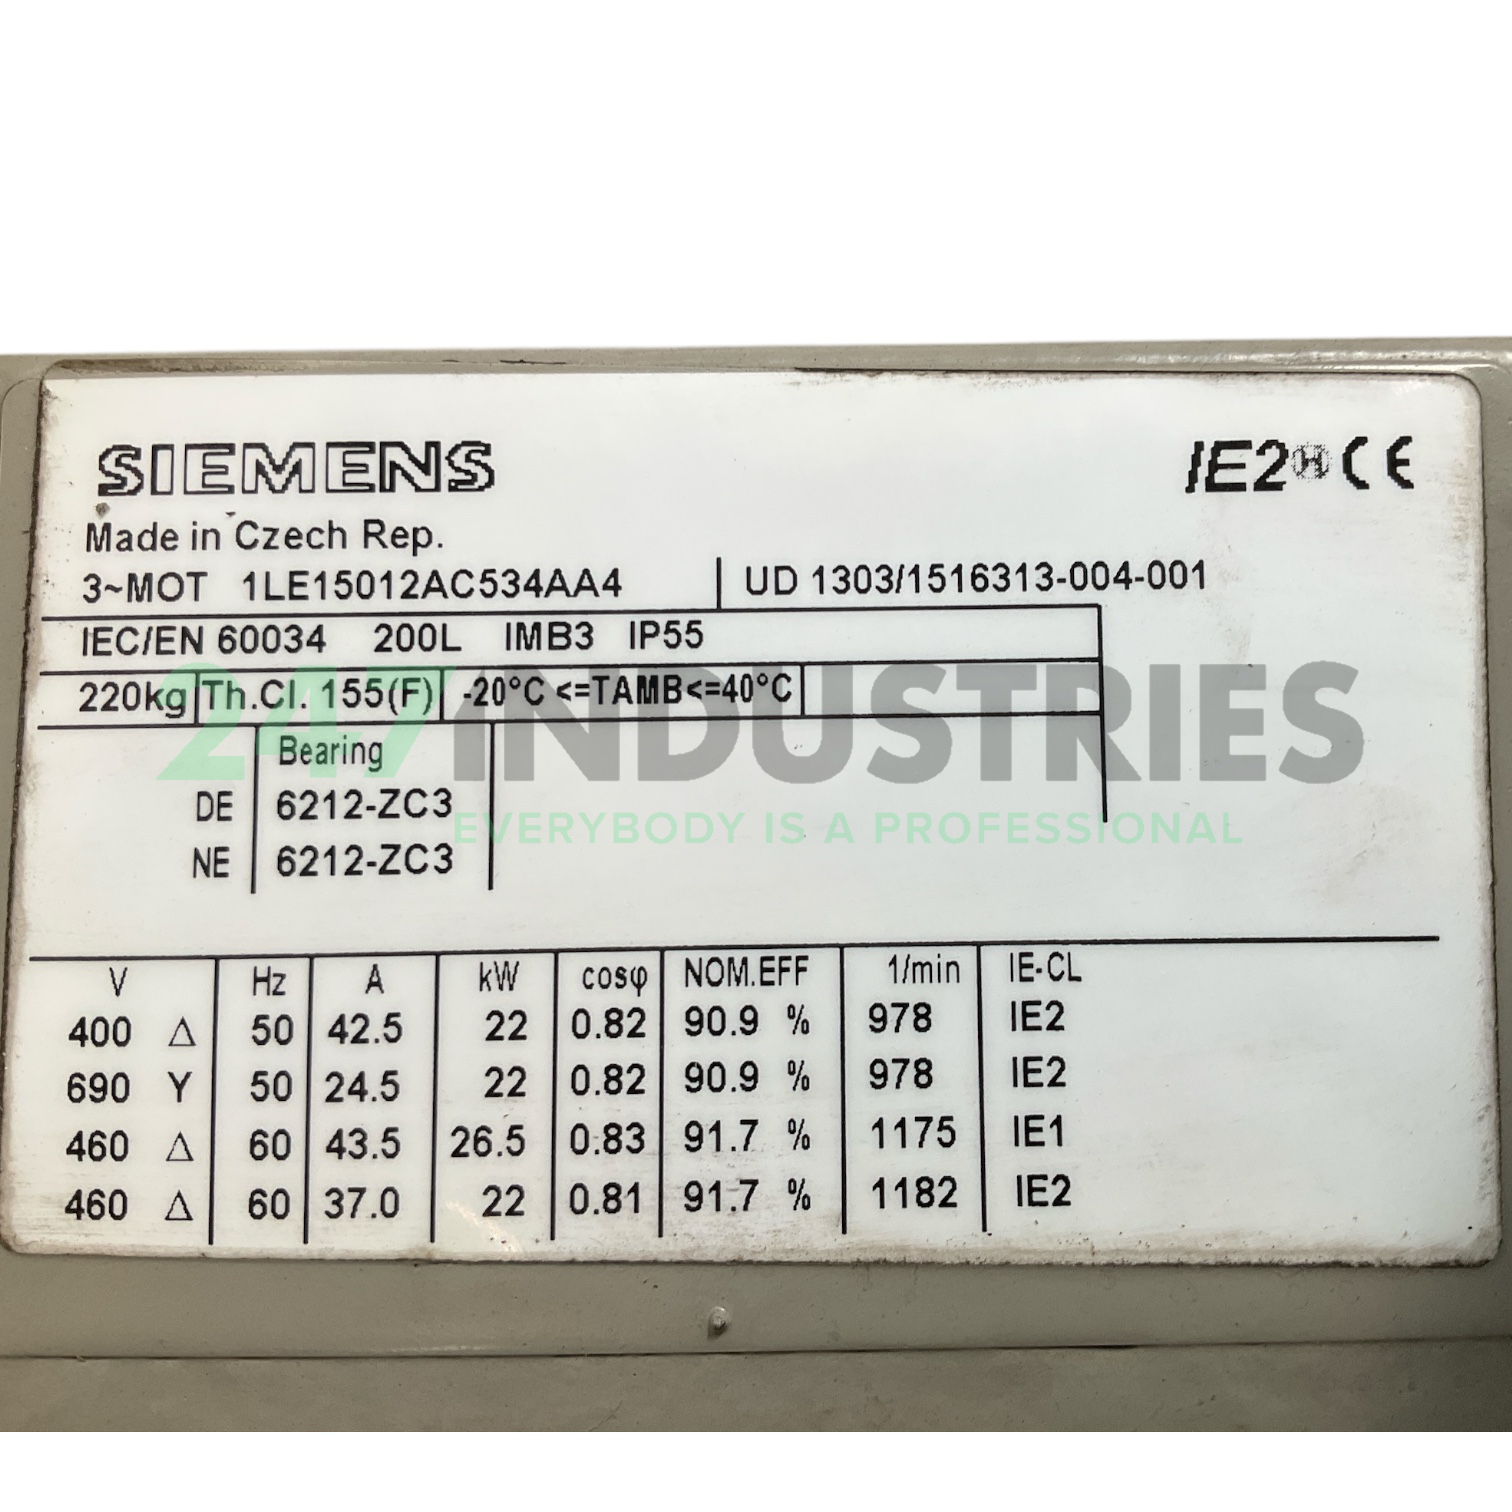 SIEMENS
IE2 H CE
Made in Czech Rep.
3~MOT 1LE15012AC534AA4 UD 1303/1516313-004-001
IEC/EN 60034 200L IMB3 IP55
220kg Th.Cl. 155(F) -20°C <=TAMB<=40°C
247INDUSTRIES
EVERYBODY IS A PROFESSIONAL
Bearing
DE 6212-ZC3
NE 6212-ZC3
V Hz A kW cosφ NOM.EFF 1/min IE-CL
400 Δ 50 42.5 22 0.82 90.9 % 978 IE2
690 Y 50 24.5 22 0.82 90.9 % 978 IE2
460 Δ 60 43.5 26.5 0.83 91.7 % 1175 IE1
460 Δ 60 37.0 22 0.81 91.7 % 1182 IE2